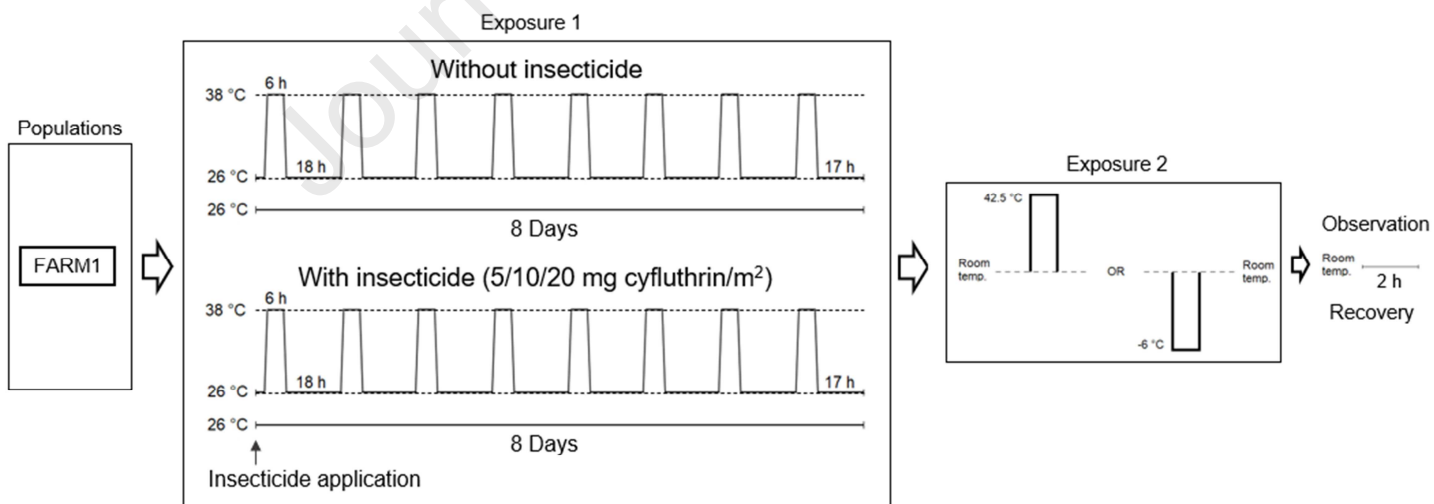 Exposure 1
Without insecticide
6 h
38 °C
18 h
17 h
26 °C
26 °C
8 Days
With insecticide (5/10/20 mg cyfluthrin/m²)
6 h
38 °C
18 h
17 h
26 °C
26 °C
8 Days
Insecticide application
Populations
FARM1
Exposure 2
42.5 °C
Room
temp.
OR
Room
temp.
-6 °C
Observation
Room
temp.
2 h
Recovery
Journ